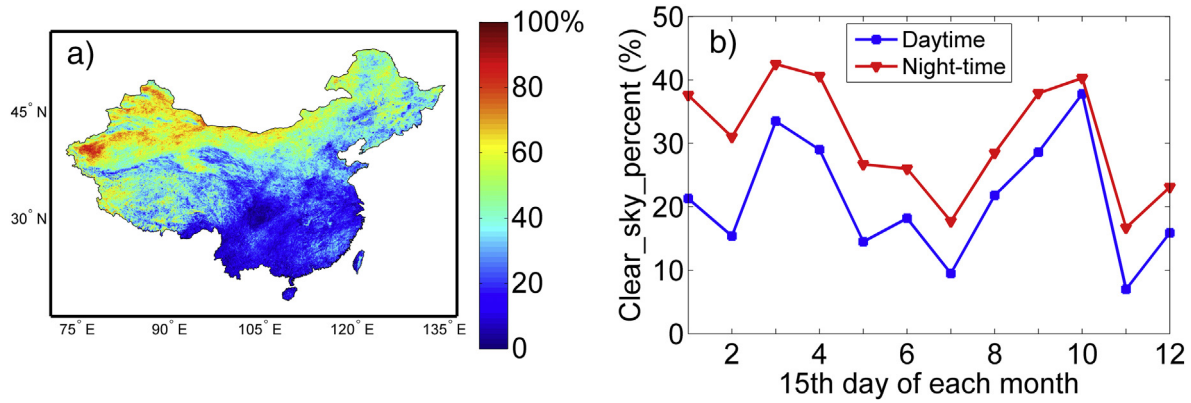 a)
45° N
30° N
75° E 90° E 105° E 120° E 135° E
100%
80
60
40
20
0
b)
Daytime
Night-time
Clear_sky_percent (%)
50
40
30
20
10
0
2 4 6 8 10 12
15th day of each month